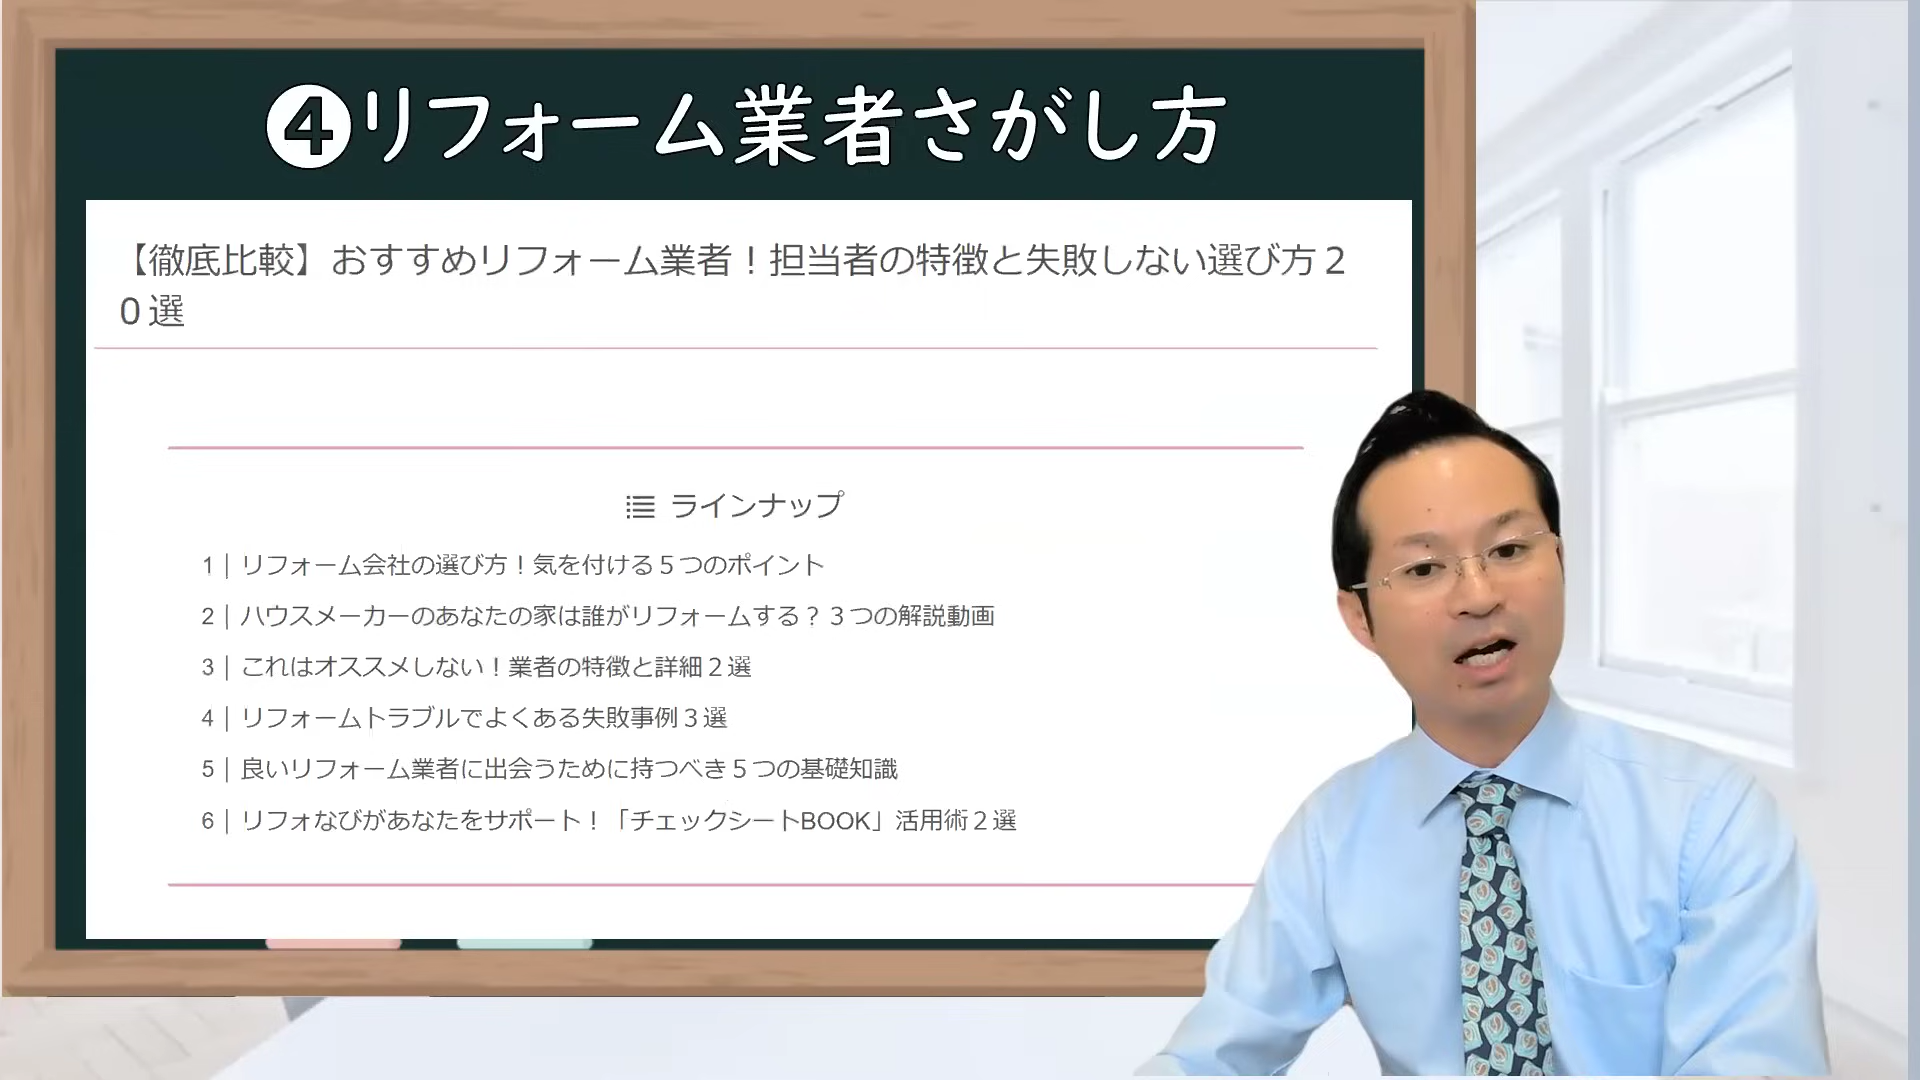 ❹リフォーム業者さがし方
【徹底比較】おすすめリフォーム業者！担当者の特徴と失敗しない選び方２
０選
ラインナップ
1｜リフォーム会社の選び方！気を付ける５つのポイント
2｜ハウスメーカーのあなたの家は誰がリフォームする？３つの解説動画
3｜これはオススメしない！業者の特徴と詳細２選
4｜リフォームトラブルでよくある失敗事例３選
5｜良いリフォーム業者に出会うために持つべき５つの基礎知識
6｜リフォなびがあなたをサポート！「チェックシートBOOK」活用術２選